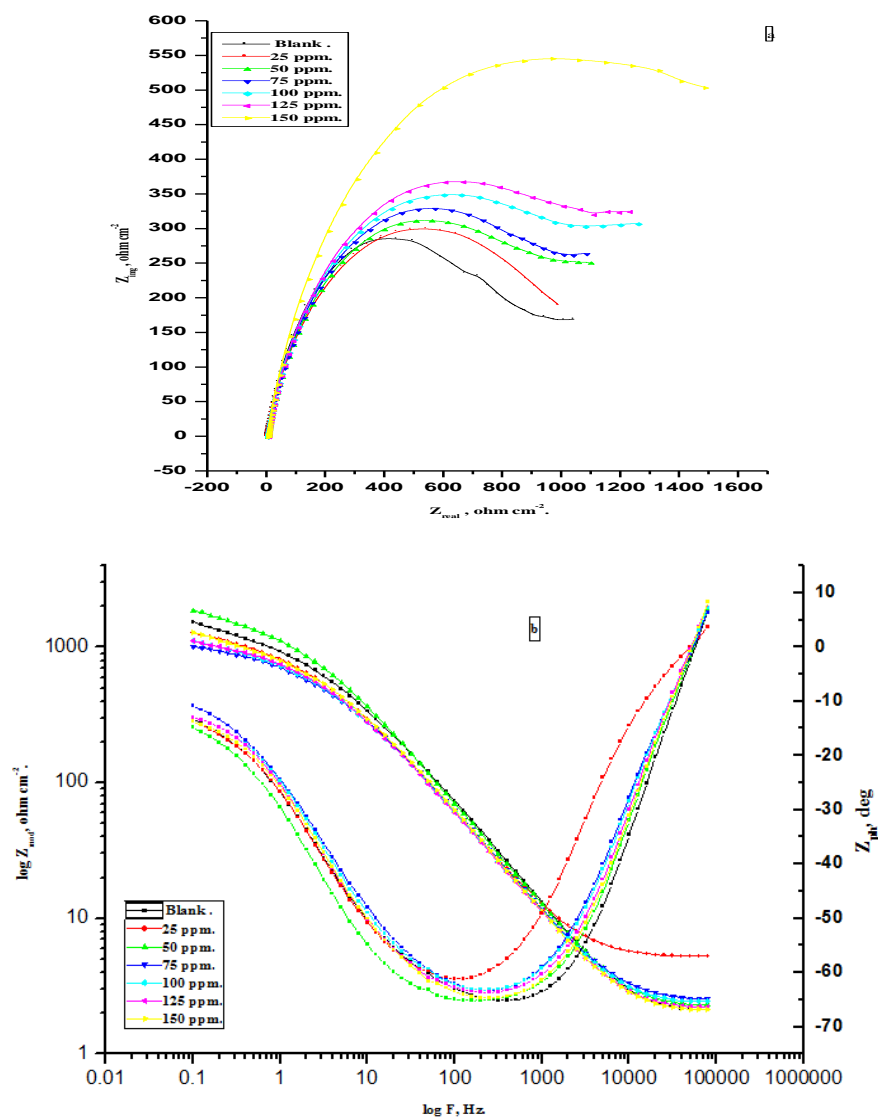 a
600
550
500
450
400
350
300
250
200
150
100
50
0
-50
Z img, ohm cm-2
Blank .
25 ppm.
50 ppm.
75 ppm.
100 ppm.
125 ppm.
150 ppm.
-200 0 200 400 600 800 1000 1200 1400 1600
Z real , ohm cm-2.
b
1000
100
10
1
log Z mod, ohm cm-2
10
0
-10
-20
-30
-40
-50
-60
-70
Z ph, deg
Blank .
25 ppm.
50 ppm.
75 ppm.
100 ppm.
125 ppm.
150 ppm.
0.01 0.1 1 10 100 1000 10000 100000 1000000
log F, Hz.